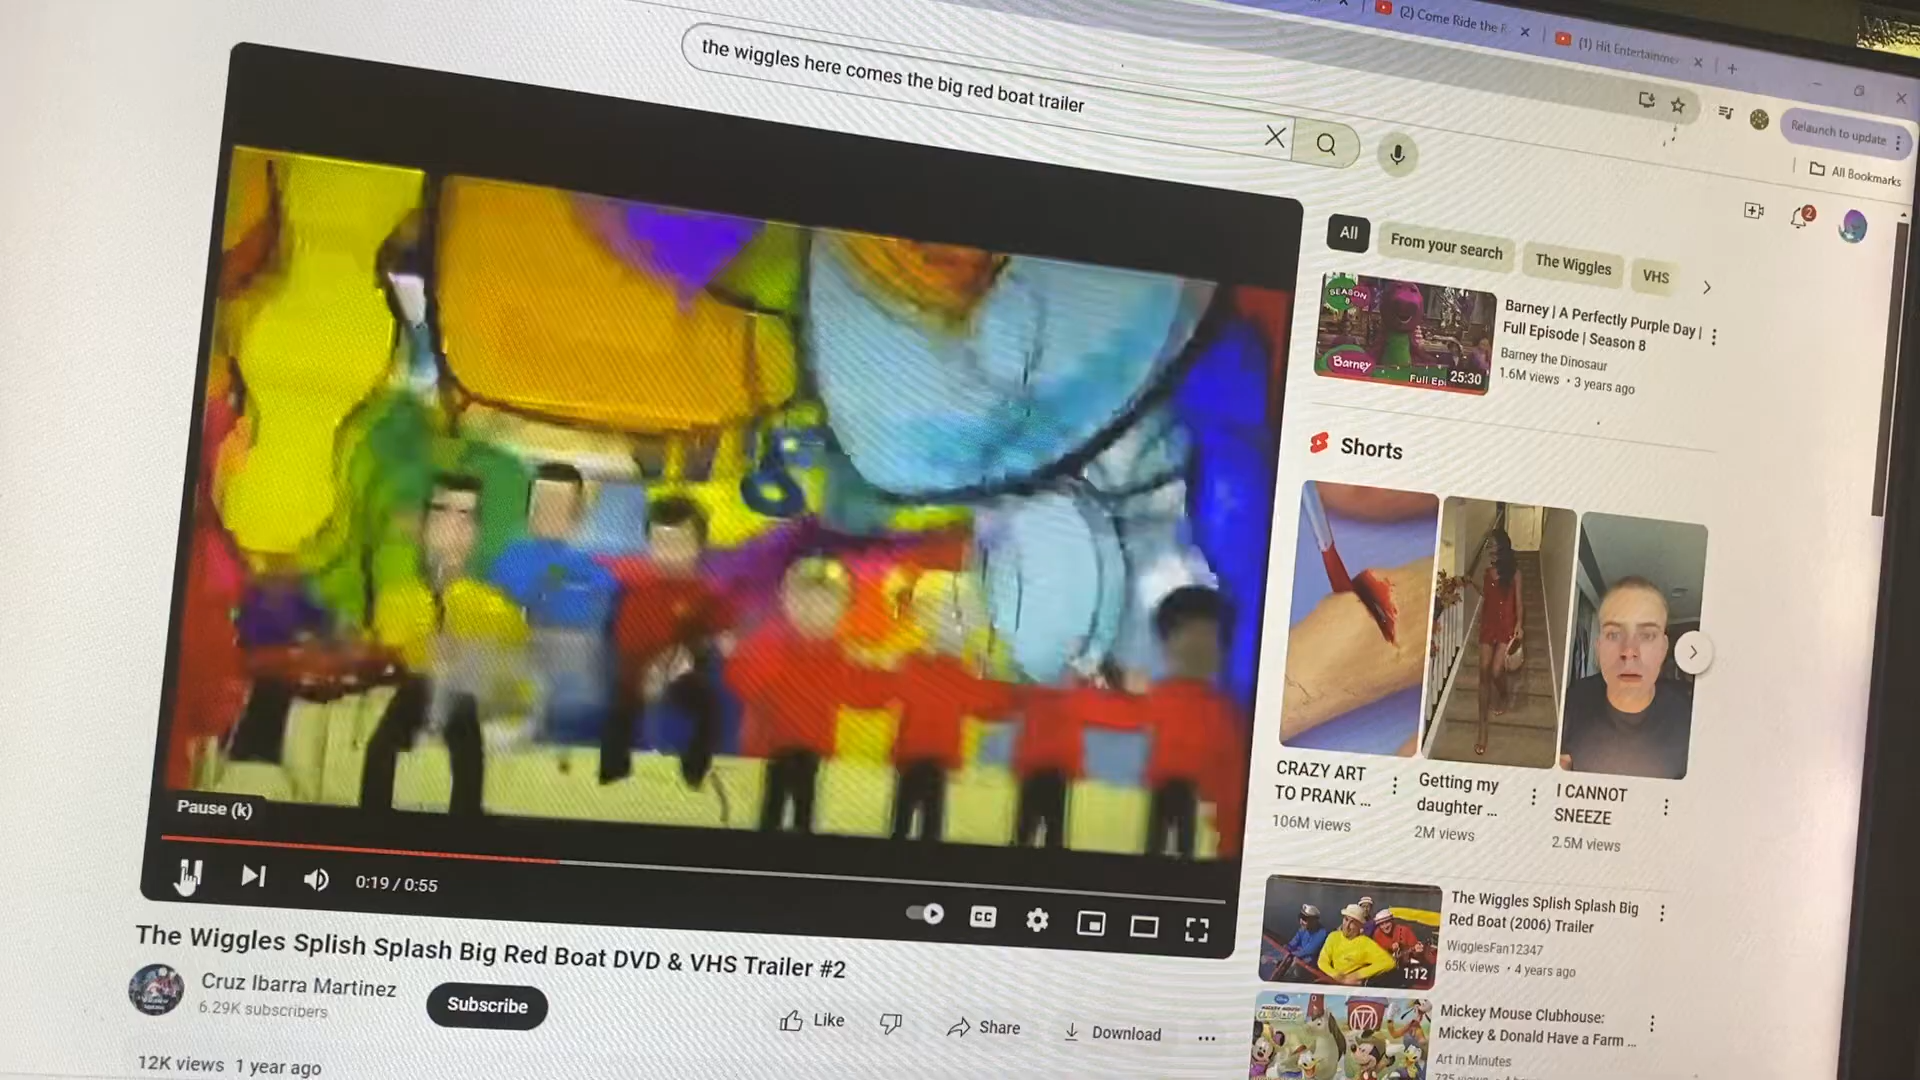 (2) Come Ride the R
(1) Hit Entertainmen
the wiggles here comes the big red boat trailer
Relaunch to update
All Bookmarks
2
All
From your search
The Wiggles
VHS
SEASON
8
Barney
Full Epi
25:30
Barney | A Perfectly Purple Day |
Full Episode | Season 8
Barney the Dinosaur
1.6M views • 3 years ago
Shorts
CRAZY ART
TO PRANK ...
106M views
Getting my
daughter ...
2M views
I CANNOT
SNEEZE
2.5M views
Pause (k)
0:19 / 0:55
CC
The Wiggles Splish Splash Big Red Boat DVD & VHS Trailer #2
Cruz Ibarra Martinez
6.29K subscribers
Subscribe
Like
Share
Download
12K views 1 year ago
1:12
The Wiggles Splish Splash Big
Red Boat (2006) Trailer
WigglesFan12347
65K views • 4 years ago
Mickey Mouse Clubhouse:
Mickey & Donald Have a Farm ...
Art in Minutes